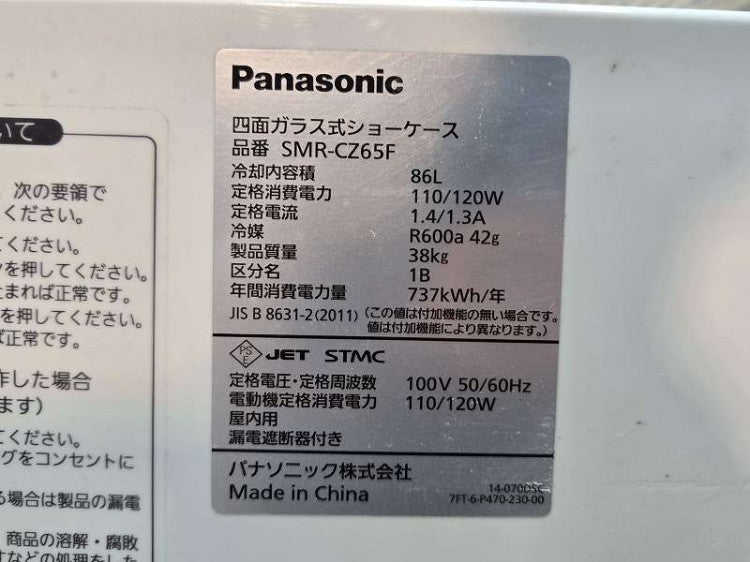 いて
次の要領で
ください。
てください。
を押してください。
まれば正常です。
を押してください。
正常です。
作した場合
ます)
てください。
グをコンセントに
る場合は製品の漏電
商品の溶解・腐敗
すなどの処理をした
Panasonic
四面ガラス式ショーケース
品番 SMR-CZ65F
冷却内容積 86L
定格消費電力 110/120W
定格電流 1.4/1.3A
冷媒 R600a 42g
製品質量 38kg
区分名 1B
年間消費電力量 737kWh/年
JIS B 8631-2(2011) (この値は付加機能の無い場合です。
値は付加機能により異なります。)
PS
E
JET STMC
定格電圧・定格周波数 100V 50/60Hz
電動機定格消費電力 110/120W
屋内用
漏電遮断器付き
パナソニック株式会社
Made in China
14-070DSC
7FT-6-P470-230-00